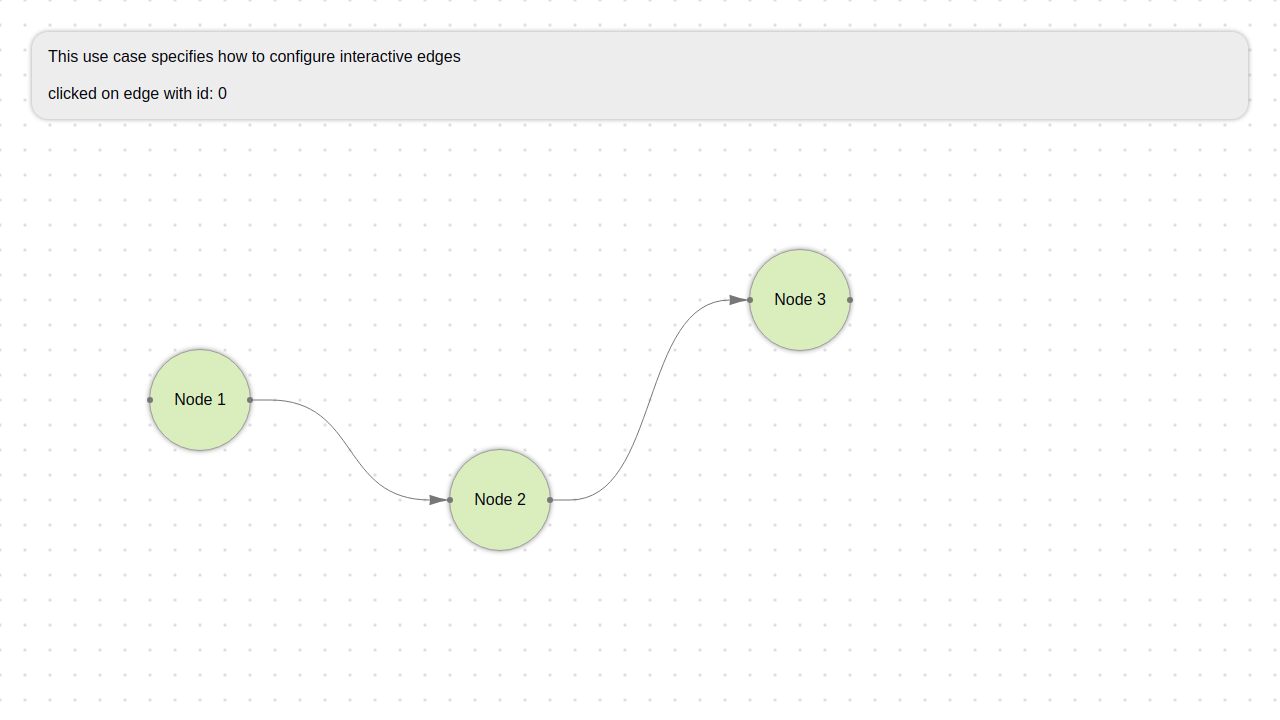 This use case specifies how to configure interactive edges
clicked on edge with id: 0
Node 3
Node 1
Node 2